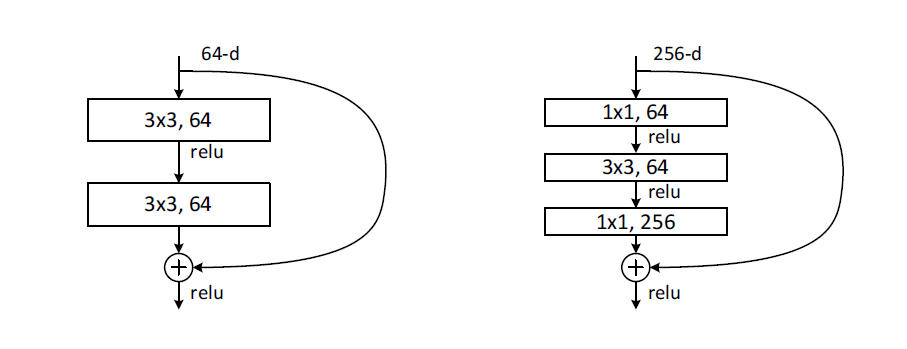 64-d
3x3, 64
relu
3x3, 64
relu
256-d
1x1, 64
relu
3x3, 64
relu
1x1, 256
relu